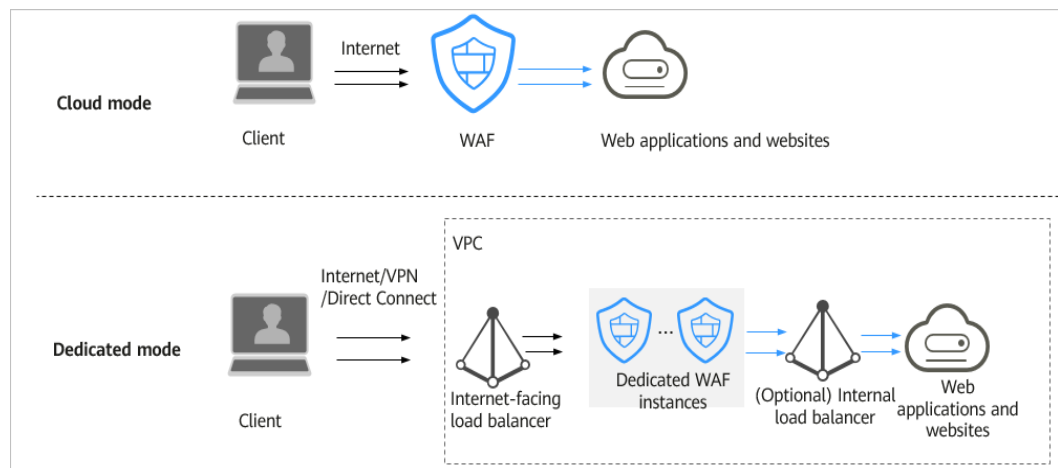 Internet
Cloud mode
Client
WAF
Web applications and websites
VPC
Internet/VPN
/Direct Connect
...
Dedicated mode
Client
Internet-facing
load balancer
Dedicated WAF
instances
(Optional) Internal
load balancer
Web
applications and
websites